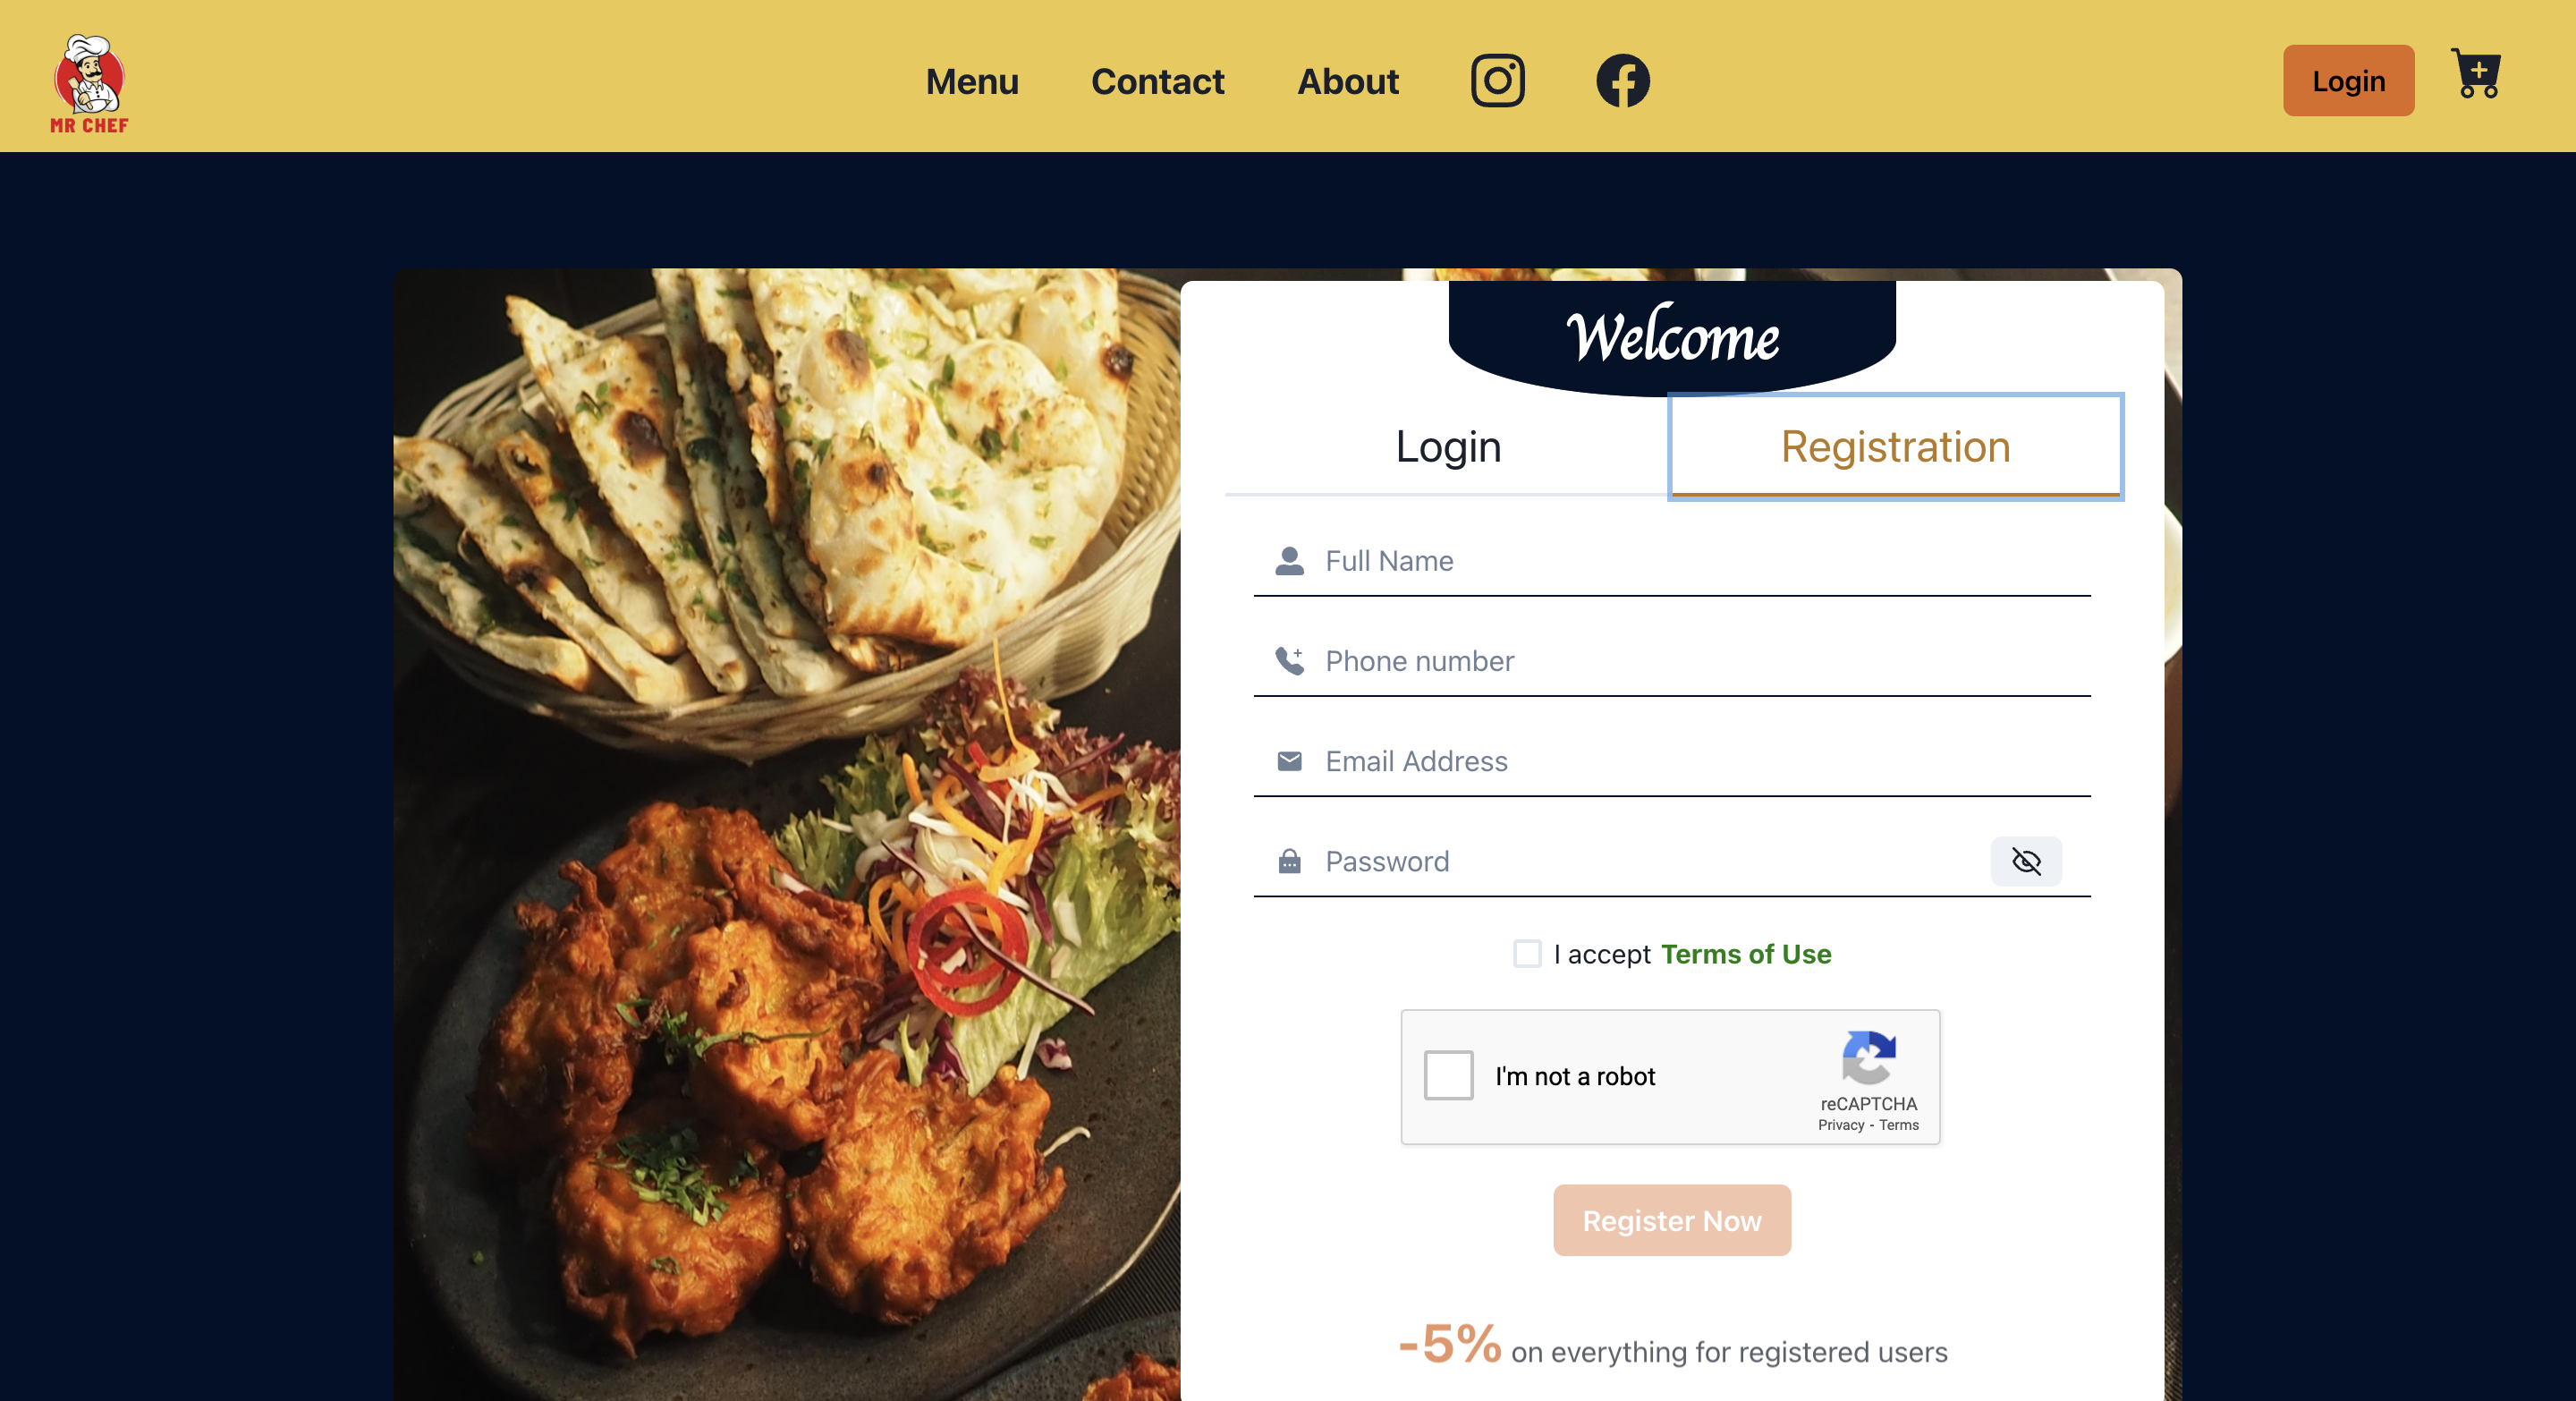 MR CHEF
Menu
Contact
About
Login
Welcome
Login
Registration
Full Name
Phone number
Email Address
Password
I accept Terms of Use
I'm not a robot
reCAPTCHA
Privacy - Terms
Register Now
-5% on everything for registered users